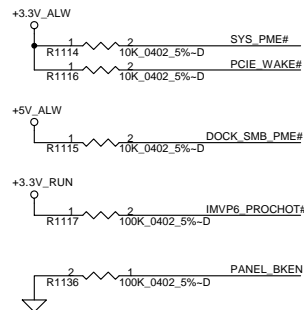 +3.3V_ALW
1 2 SYS_PME#
R1114 10K_0402_5%~D
1 2 PCIE_WAKE#
R1116 10K_0402_5%~D
+5V_ALW
1 2 DOCK_SMB_PME#
R1115 10K_0402_5%~D
+3.3V_RUN
1 2 IMVP6_PROCHOT#
R1117 100K_0402_5%~D
2 1 PANEL_BKEN
R1136 100K_0402_5%~D